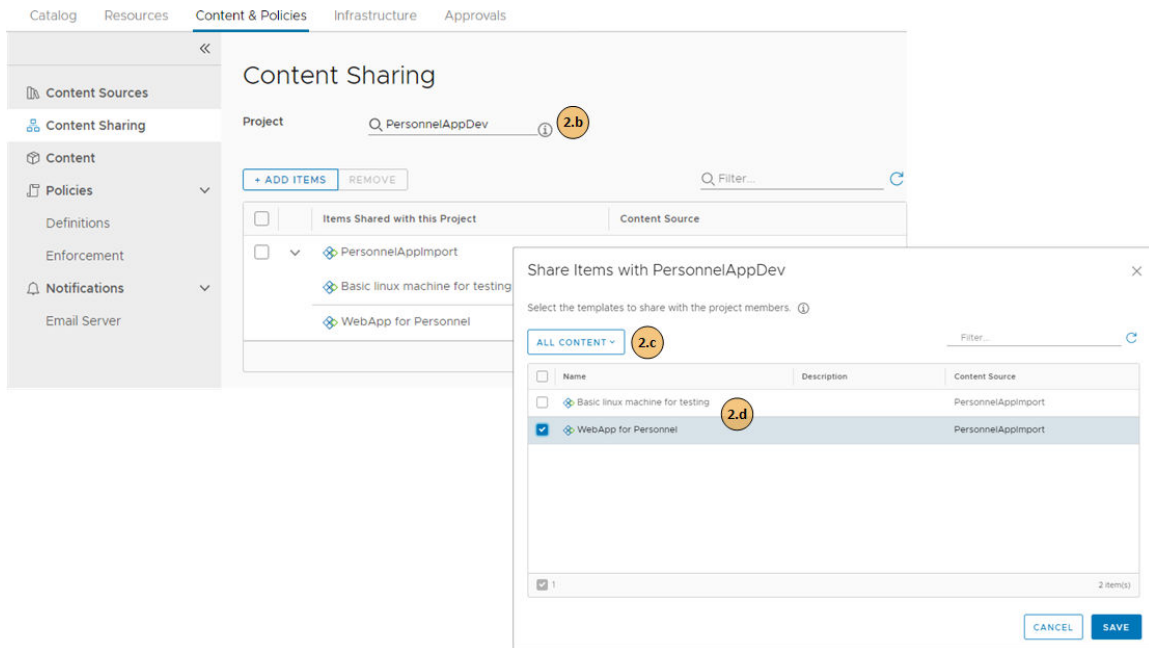 Catalog Resources Content & Policies Infrastructure Approvals
Content Sources
Content Sharing
Content
Policies
Definitions
Enforcement
Notifications
Email Server
Content Sharing
Project PersonnelAppDev 2.b
+ ADD ITEMS REMOVE Filter...
Items Shared with this Project Content Source
PersonnelAppImport
Basic linux machine for testing
WebApp for Personnel
Share Items with PersonnelAppDev
Select the templates to share with the project members.
ALL CONTENT 2.c Filter...
Name Description Content Source
Basic linux machine for testing PersonnelAppImport
2.d
WebApp for Personnel PersonnelAppImport
1 2 item(s)
CANCEL SAVE